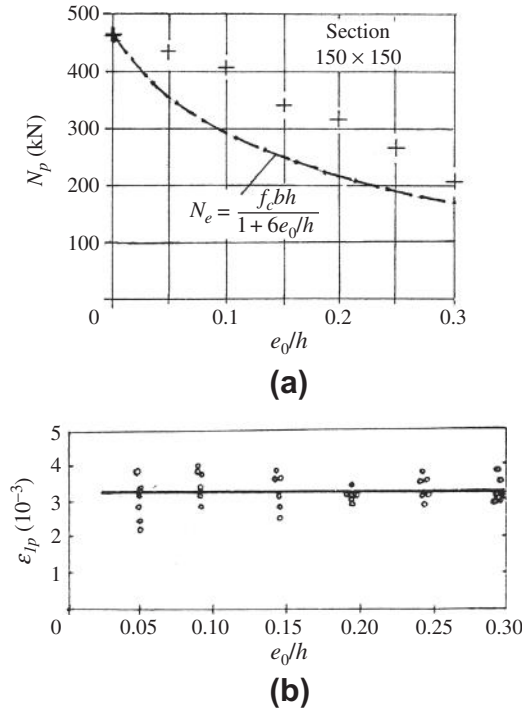 500
400
300
200
100
0
N_p (kN)
Section
150 × 150
N_e = f_c bh / 1 + 6e_0/h
0.1 0.2 0.3
e_0/h
(a)
5
4
3
2
1
0
ε_{1p} (10^{-3})
0.05 0.10 0.15 0.20 0.25 0.30
e_0/h
(b)